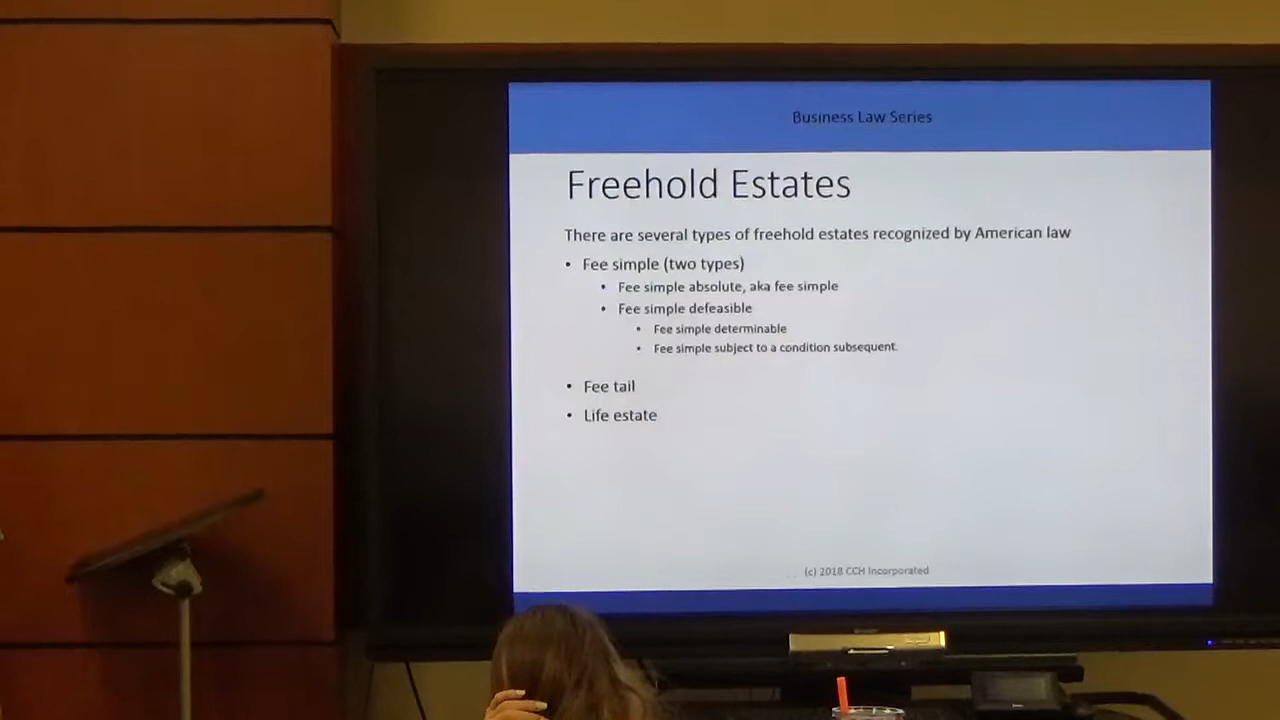 Business Law Series
Freehold Estates
There are several types of freehold estates recognized by American law
• Fee simple (two types)
• Fee simple absolute, aka fee simple
• Fee simple defeasible
• Fee simple determinable
• Fee simple subject to a condition subsequent.
• Fee tail
• Life estate
(c) 2018 CCH Incorporated